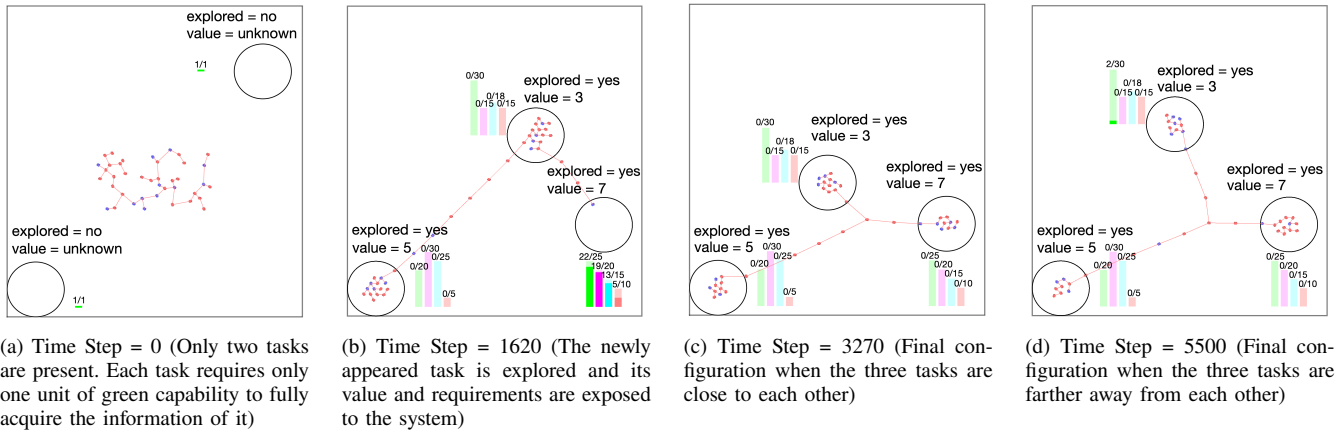 explored = no
value = unknown
1/1
explored = no
value = unknown
1/1
(a) Time Step = 0 (Only two tasks
are present. Each task requires only
one unit of green capability to fully
acquire the information of it)
0/30
0/18
0/15 0/15
explored = yes
value = 3
explored = yes
value = 7
explored = yes
value = 5
0/30
0/20 0/25
0/5
22/25
19/20
13/15
5/10
(b) Time Step = 1620 (The newly
appeared task is explored and its
value and requirements are exposed
to the system)
0/30
0/18
0/15 0/15
explored = yes
value = 3
explored = yes
value = 7
explored = yes
value = 5
0/30
0/20 0/25
0/5
0/25
0/20
0/15
0/10
(c) Time Step = 3270 (Final con-
figuration when the three tasks are
close to each other)
2/30
0/18
0/15 0/15
explored = yes
value = 3
explored = yes
value = 7
explored = yes
value = 5
0/30
0/20 0/25
0/5
0/25
0/20
0/15
0/10
(d) Time Step = 5500 (Final con-
figuration when the three tasks are
farther away from each other)